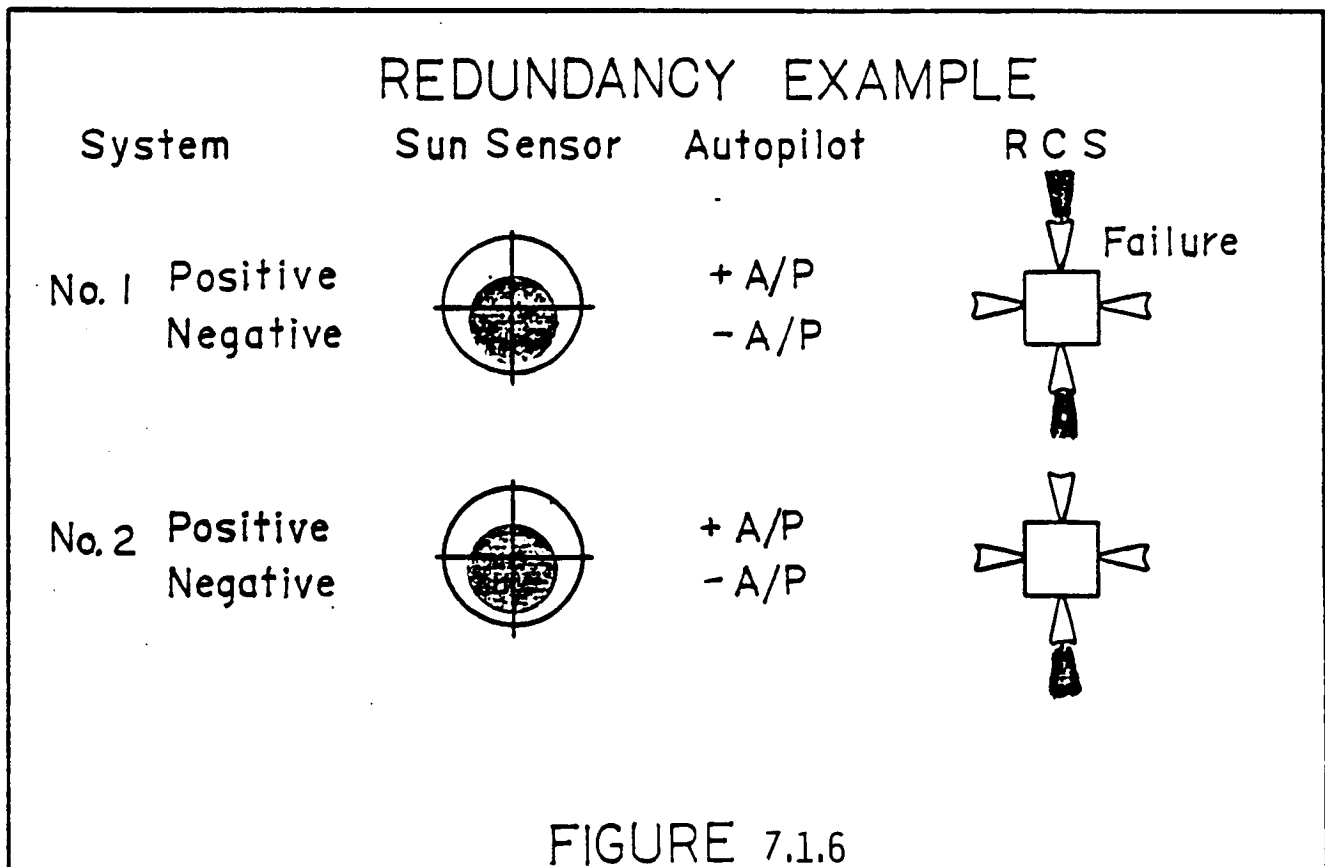 REDUNDANCY EXAMPLE
System Sun Sensor Autopilot R C S
Failure
No. 1 Positive + A/P
Negative - A/P
No. 2 Positive + A/P
Negative - A/P
FIGURE 7.1.6